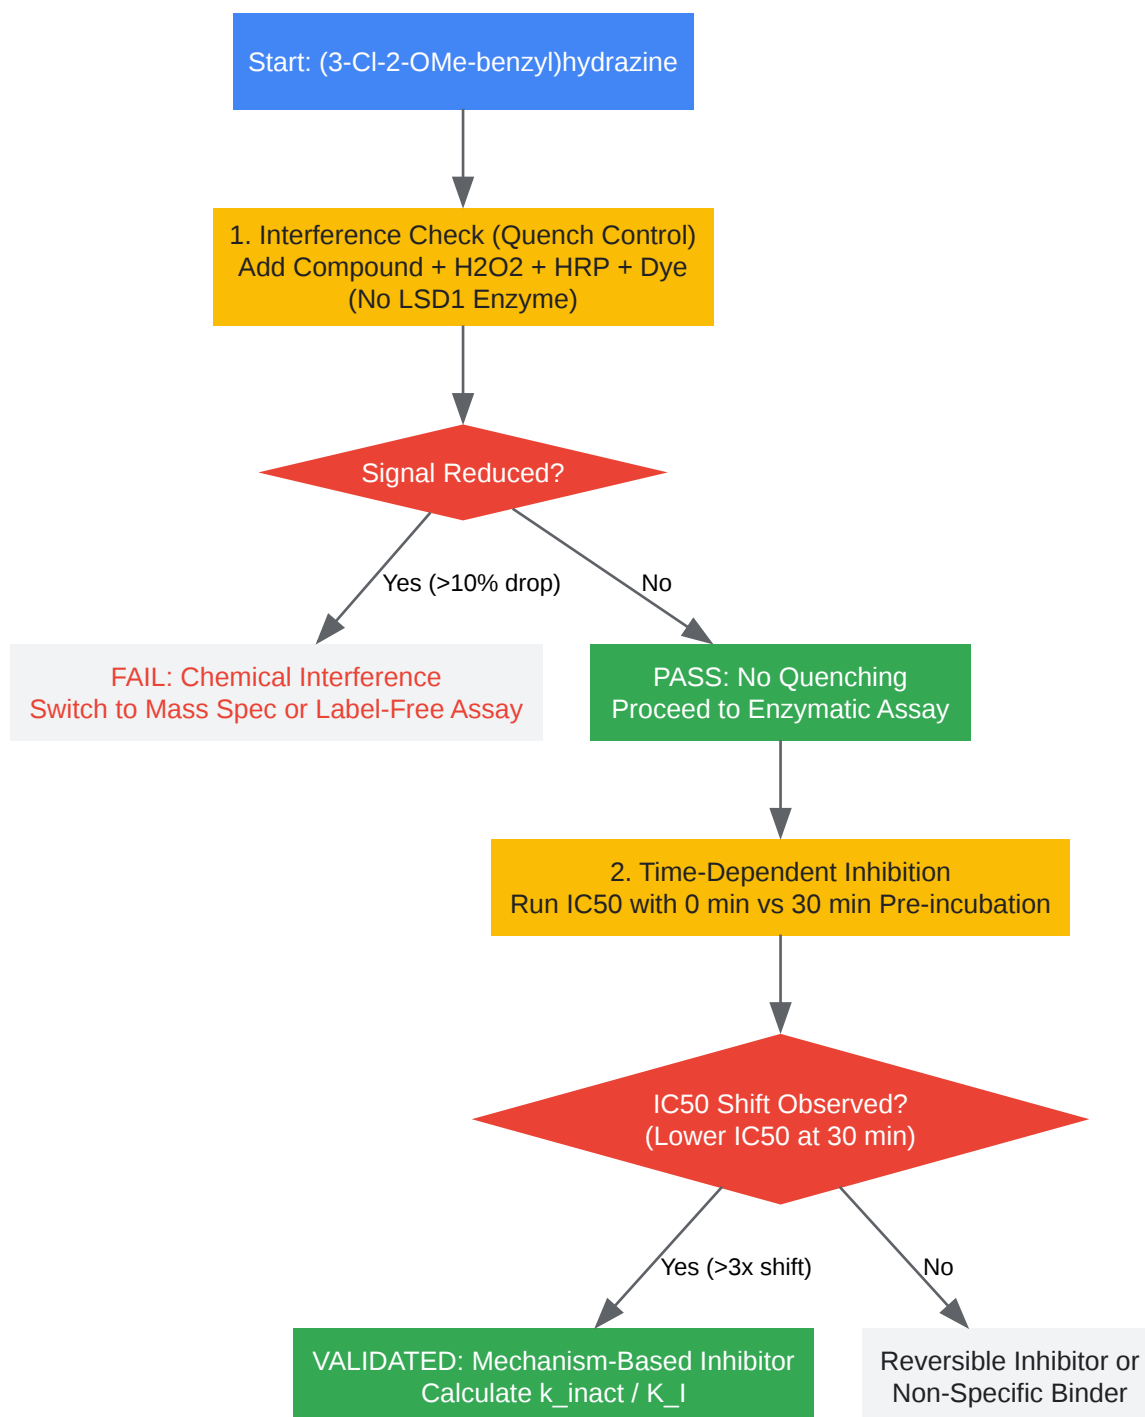 Start: (3-Cl-2-OMe-benzyl)hydrazine
1. Interference Check (Quench Control)
Add Compound + H2O2 + HRP + Dye
(No LSD1 Enzyme)
Signal Reduced?
Yes (>10% drop)
No
FAIL: Chemical Interference
Switch to Mass Spec or Label-Free Assay
PASS: No Quenching
Proceed to Enzymatic Assay
2. Time-Dependent Inhibition
Run IC50 with 0 min vs 30 min Pre-incubation
IC50 Shift Observed?
(Lower IC50 at 30 min)
Yes (>3x shift)
No
VALIDATED: Mechanism-Based Inhibitor
Calculate k_inact / K_I
Reversible Inhibitor or
Non-Specific Binder